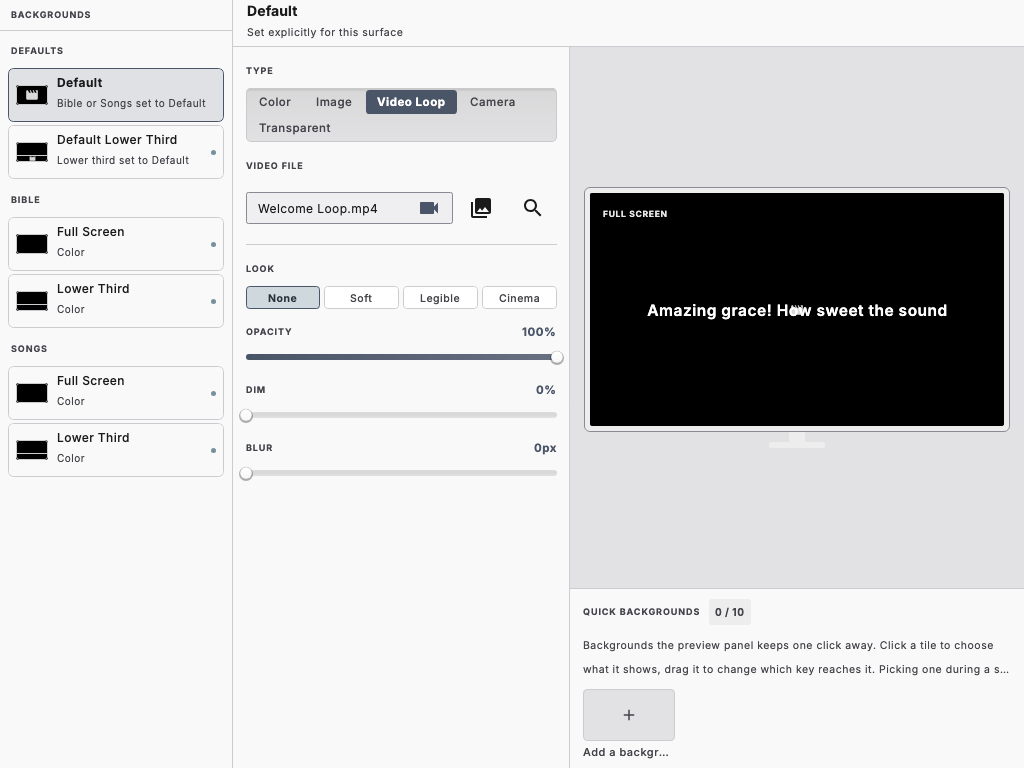 BACKGROUNDS
DEFAULTS
Default
Bible or Songs set to Default
Default Lower Third
Lower third set to Default
BIBLE
Full Screen
Color
Lower Third
Color
SONGS
Full Screen
Color
Lower Third
Color
Default
Set explicitly for this surface
TYPE
Color Image Video Loop Camera
Transparent
VIDEO FILE
Welcome Loop.mp4
LOOK
None Soft Legible Cinema
OPACITY 100%
DIM 0%
BLUR 0px
FULL SCREEN
Amazing grace! How sweet the sound
QUICK BACKGROUNDS 0 / 10
Backgrounds the preview panel keeps one click away. Click a tile to choose
what it shows, drag it to change which key reaches it. Picking one during a s...
+
Add a backgr...